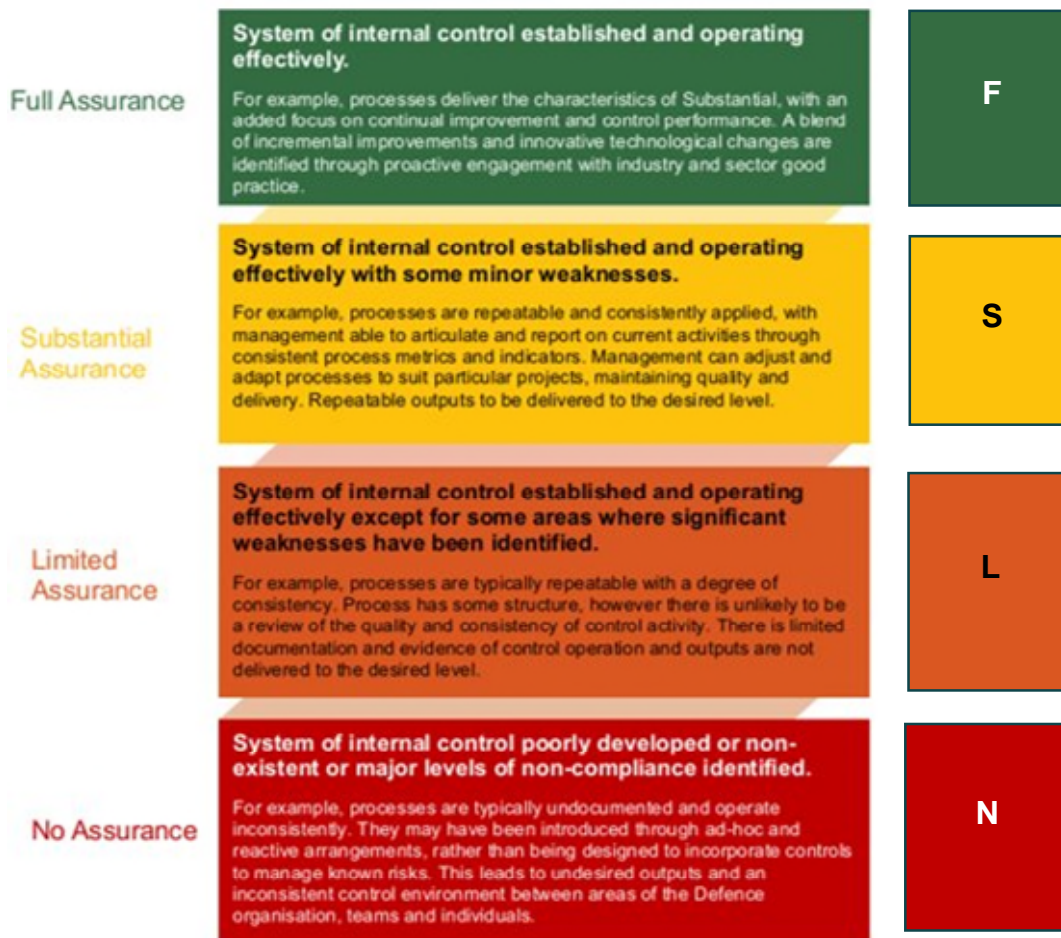 Full Assurance
System of internal control established and operating
effectively.
For example, processes deliver the characteristics of Substantial, with an
added focus on continual improvement and control performance. A blend
of incremental improvements and innovative technological changes are
identified through proactive engagement with industry and sector good
practice.
F
Substantial
Assurance
System of internal control established and operating
effectively with some minor weaknesses.
For example, processes are repeatable and consistently applied, with
management able to articulate and report on current activities through
consistent process metrics and indicators. Management can adjust and
adapt processes to suit particular projects, maintaining quality and
delivery. Repeatable outputs to be delivered to the desired level.
S
Limited
Assurance
System of internal control established and operating
effectively except for some areas where significant
weaknesses have been identified.
For example, processes are typically repeatable with a degree of
consistency. Process has some structure, however there is unlikely to be
a review of the quality and consistency of control activity. There is limited
documentation and evidence of control operation and outputs are not
delivered to the desired level.
L
No Assurance
System of internal control poorly developed or non-
existent or major levels of non-compliance identified.
For example, processes are typically undocumented and operate
inconsistently. They may have been introduced through ad-hoc and
reactive arrangements, rather than being designed to incorporate controls
to manage known risks. This leads to undesired outputs and an
inconsistent control environment between areas of the Defence
organisation, teams and individuals.
N